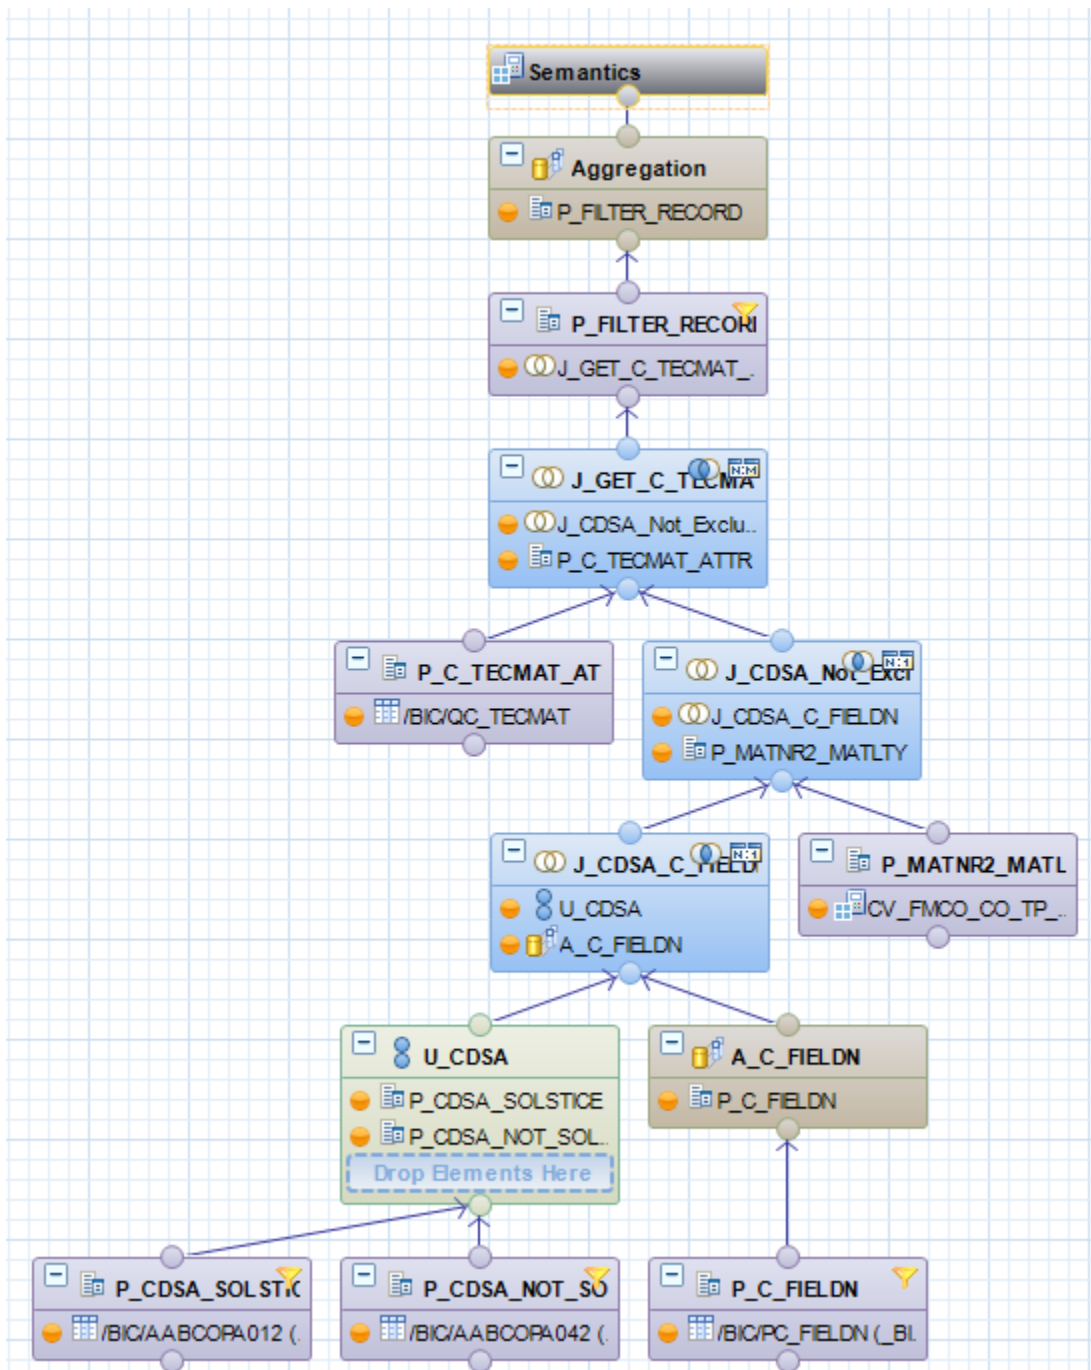 Semantics
Aggregation
P_FILTER_RECORD
P_FILTER_RECORI
J_GET_C_TECMAT_..
N:M
J_GET_C_TECMA
J_CDSA_Not_Exclu..
P_C_TECMAT_ATTR
P_C_TECMAT_AT
/BIC/QC_TECMAT
N:1
J_CDSA_Not_Excl
J_CDSA_C_FIELDN
P_MATNR2_MATLTY
N:1
J_CDSA_C_FIELDI
U_CDSA
A_C_FIELDN
P_MATNR2_MATL
CV_FMCO_CO_TP_..
U_CDSA
P_CDSA_SOLSTICE
P_CDSA_NOT_SOL..
Drop Elements Here
A_C_FIELDN
P_C_FIELDN
P_CDSA_SOLSTIC
/BIC/AABCOPA012 (.
P_CDSA_NOT_SO
/BIC/AABCOPA042 (.
P_C_FIELDN
/BIC/PC_FIELDN (_BI.